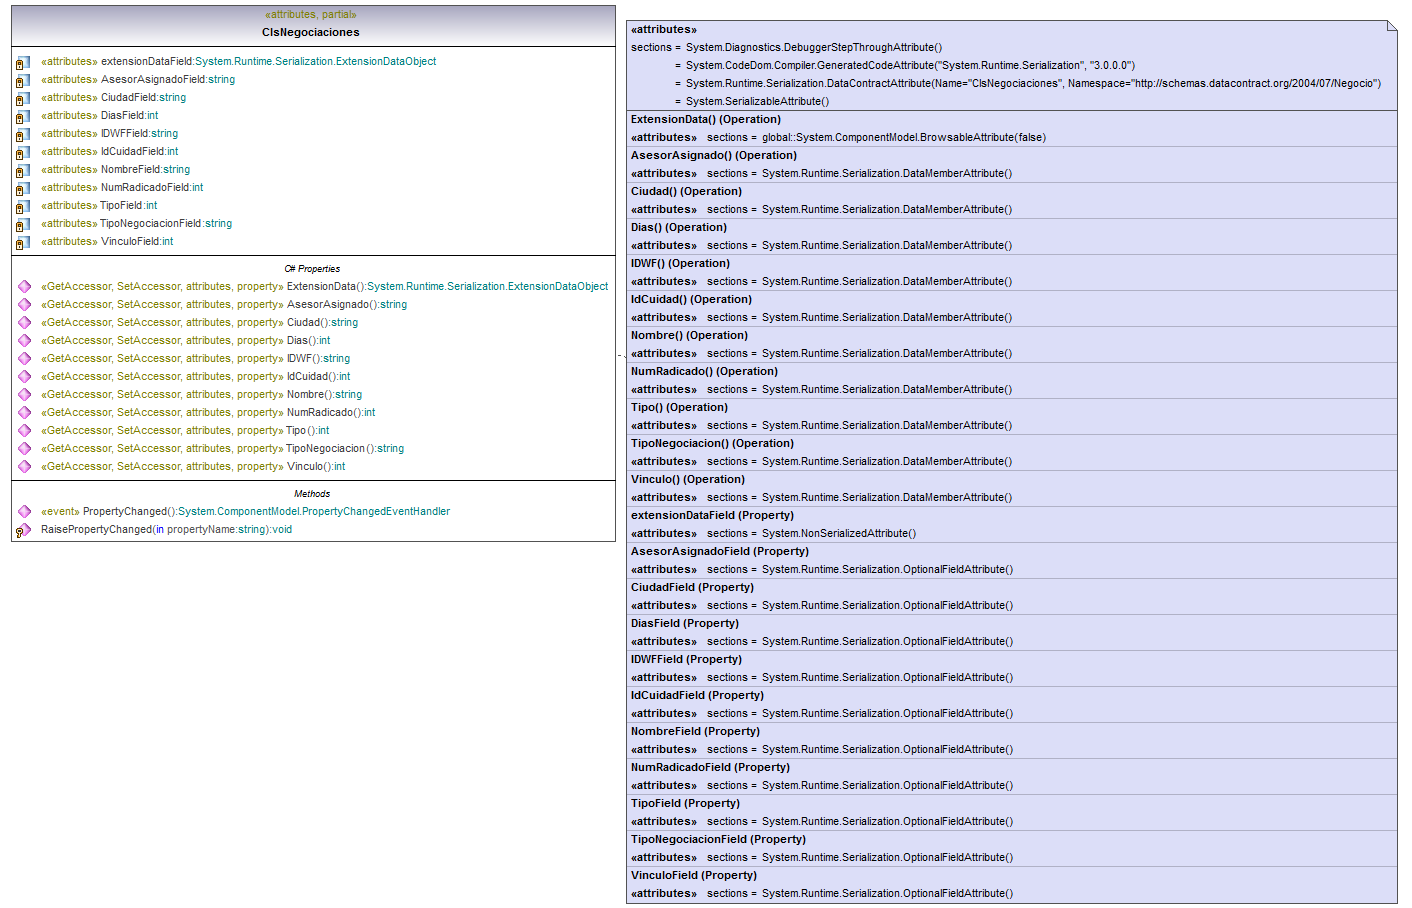 «attributes, partial»
ClsNegociaciones
«attributes» extensionDataField:System.Runtime.Serialization.ExtensionDataObject
«attributes» AsesorAsignadoField:string
«attributes» CiudadField:string
«attributes» DiasField:int
«attributes» IDWFField:string
«attributes» IdCuidadField:int
«attributes» NombreField:string
«attributes» NumRadicadoField:int
«attributes» TipoField:int
«attributes» TipoNegociacionField:string
«attributes» VinculoField:int
C# Properties
«GetAccessor, SetAccessor, attributes, property» ExtensionData():System.Runtime.Serialization.ExtensionDataObject
«GetAccessor, SetAccessor, attributes, property» AsesorAsignado():string
«GetAccessor, SetAccessor, attributes, property» Ciudad():string
«GetAccessor, SetAccessor, attributes, property» Dias():int
«GetAccessor, SetAccessor, attributes, property» IDWF():string
«GetAccessor, SetAccessor, attributes, property» IdCuidad():int
«GetAccessor, SetAccessor, attributes, property» Nombre():string
«GetAccessor, SetAccessor, attributes, property» NumRadicado():int
«GetAccessor, SetAccessor, attributes, property» Tipo():int
«GetAccessor, SetAccessor, attributes, property» TipoNegociacion():string
«GetAccessor, SetAccessor, attributes, property» Vinculo():int
Methods
«event» PropertyChanged():System.ComponentModel.PropertyChangedEventHandler
RaisePropertyChanged(in propertyName:string):void
«attributes»
sections = System.Diagnostics.DebuggerStepThroughAttribute()
= System.CodeDom.Compiler.GeneratedCodeAttribute("System.Runtime.Serialization", "3.0.0.0")
= System.Runtime.Serialization.DataContractAttribute(Name="ClsNegociaciones", Namespace="http://schemas.datacontract.org/2004/07/Negocio")
= System.SerializableAttribute()
ExtensionData() (Operation)
«attributes» sections = global::System.ComponentModel.BrowsableAttribute(false)
AsesorAsignado() (Operation)
«attributes» sections = System.Runtime.Serialization.DataMemberAttribute()
Ciudad() (Operation)
«attributes» sections = System.Runtime.Serialization.DataMemberAttribute()
Dias() (Operation)
«attributes» sections = System.Runtime.Serialization.DataMemberAttribute()
IDWF() (Operation)
«attributes» sections = System.Runtime.Serialization.DataMemberAttribute()
IdCuidad() (Operation)
«attributes» sections = System.Runtime.Serialization.DataMemberAttribute()
Nombre() (Operation)
«attributes» sections = System.Runtime.Serialization.DataMemberAttribute()
NumRadicado() (Operation)
«attributes» sections = System.Runtime.Serialization.DataMemberAttribute()
Tipo() (Operation)
«attributes» sections = System.Runtime.Serialization.DataMemberAttribute()
TipoNegociacion() (Operation)
«attributes» sections = System.Runtime.Serialization.DataMemberAttribute()
Vinculo() (Operation)
«attributes» sections = System.Runtime.Serialization.DataMemberAttribute()
extensionDataField (Property)
«attributes» sections = System.NonSerializedAttribute()
AsesorAsignadoField (Property)
«attributes» sections = System.Runtime.Serialization.OptionalFieldAttribute()
CiudadField (Property)
«attributes» sections = System.Runtime.Serialization.OptionalFieldAttribute()
DiasField (Property)
«attributes» sections = System.Runtime.Serialization.OptionalFieldAttribute()
IDWFField (Property)
«attributes» sections = System.Runtime.Serialization.OptionalFieldAttribute()
IdCuidadField (Property)
«attributes» sections = System.Runtime.Serialization.OptionalFieldAttribute()
NombreField (Property)
«attributes» sections = System.Runtime.Serialization.OptionalFieldAttribute()
NumRadicadoField (Property)
«attributes» sections = System.Runtime.Serialization.OptionalFieldAttribute()
TipoField (Property)
«attributes» sections = System.Runtime.Serialization.OptionalFieldAttribute()
TipoNegociacionField (Property)
«attributes» sections = System.Runtime.Serialization.OptionalFieldAttribute()
VinculoField (Property)
«attributes» sections = System.Runtime.Serialization.OptionalFieldAttribute()